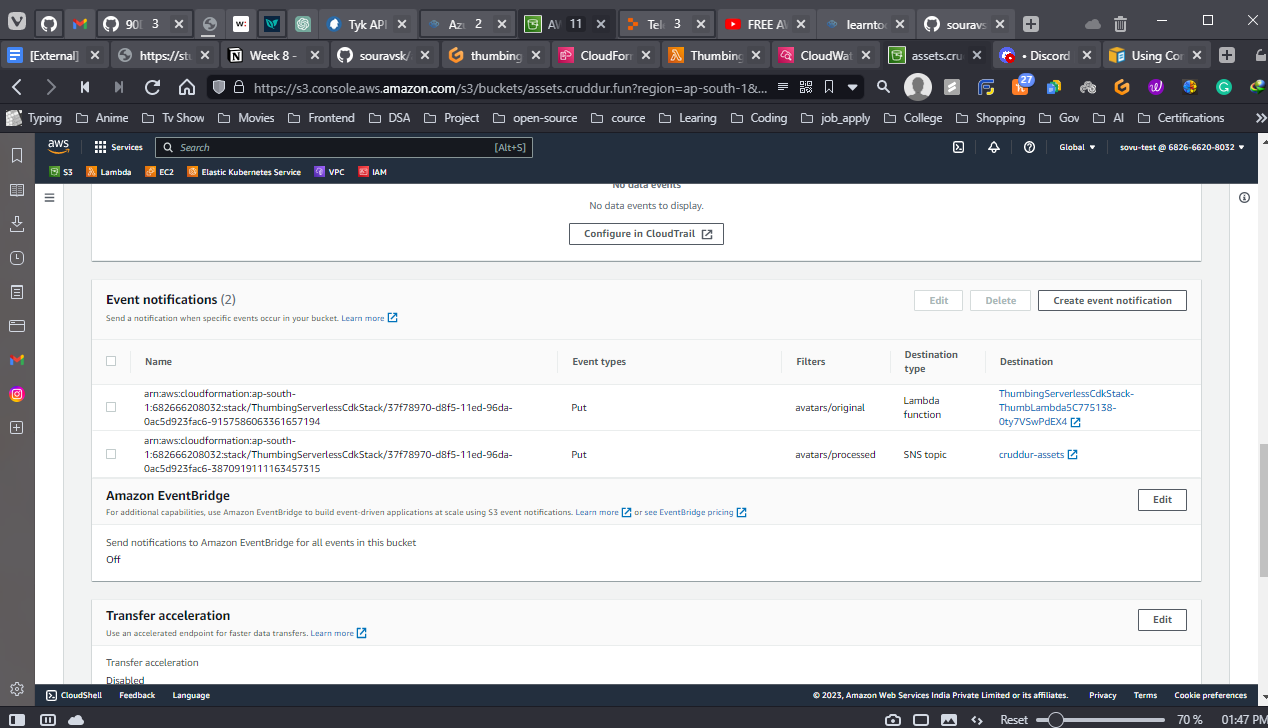 90D 3
w:
Tyk API
Azu 2
AV 11
Tek 3
FREE AW
learntoc
souravs
[External]
https://stu
Week 8 -
souravsk/
thumbing
CloudForm
Thumbing
CloudWat
assets.cru
• Discord
Using Cor
https://s3.console.aws.amazon.com/s3/buckets/assets.cruddur.fun?region=ap-south-1&...
27
Typing Anime Tv Show Movies Frontend DSA Project open-source cource Learing Coding job_apply College Shopping Gov AI Certifications
aws Services Search [Alt+S] Global sovu-test @ 6826-6620-8032
S3 Lambda EC2 Elastic Kubernetes Service VPC IAM
No data events
No data events to display.
Configure in CloudTrail
Event notifications (2)
Edit Delete Create event notification
Send a notification when specific events occur in your bucket. Learn more
Name Event types Filters Destination type Destination
arn:aws:cloudformation:ap-south-
1:682666208032:stack/ThumbingServerlessCdkStack/37f78970-d8f5-11ed-96da-
0ac5d923fac6-9157586063361657194
Put
avatars/original
Lambda
function
ThumbingServerlessCdkStack-
ThumbLambda5C775138-
0ty7VSwPdEX4
arn:aws:cloudformation:ap-south-
1:682666208032:stack/ThumbingServerlessCdkStack/37f78970-d8f5-11ed-96da-
0ac5d923fac6-3870919111163457315
Put
avatars/processed
SNS topic
cruddur-assets
Amazon EventBridge
Edit
For additional capabilities, use Amazon EventBridge to build event-driven applications at scale using S3 event notifications. Learn more or see EventBridge pricing
Send notifications to Amazon EventBridge for all events in this bucket
Off
Transfer acceleration
Edit
Use an accelerated endpoint for faster data transfers. Learn more
Transfer acceleration
Disabled
CloudShell Feedback Language © 2023, Amazon Web Services India Private Limited or its affiliates. Privacy Terms Cookie preferences
Reset 70 % 01:47 PM